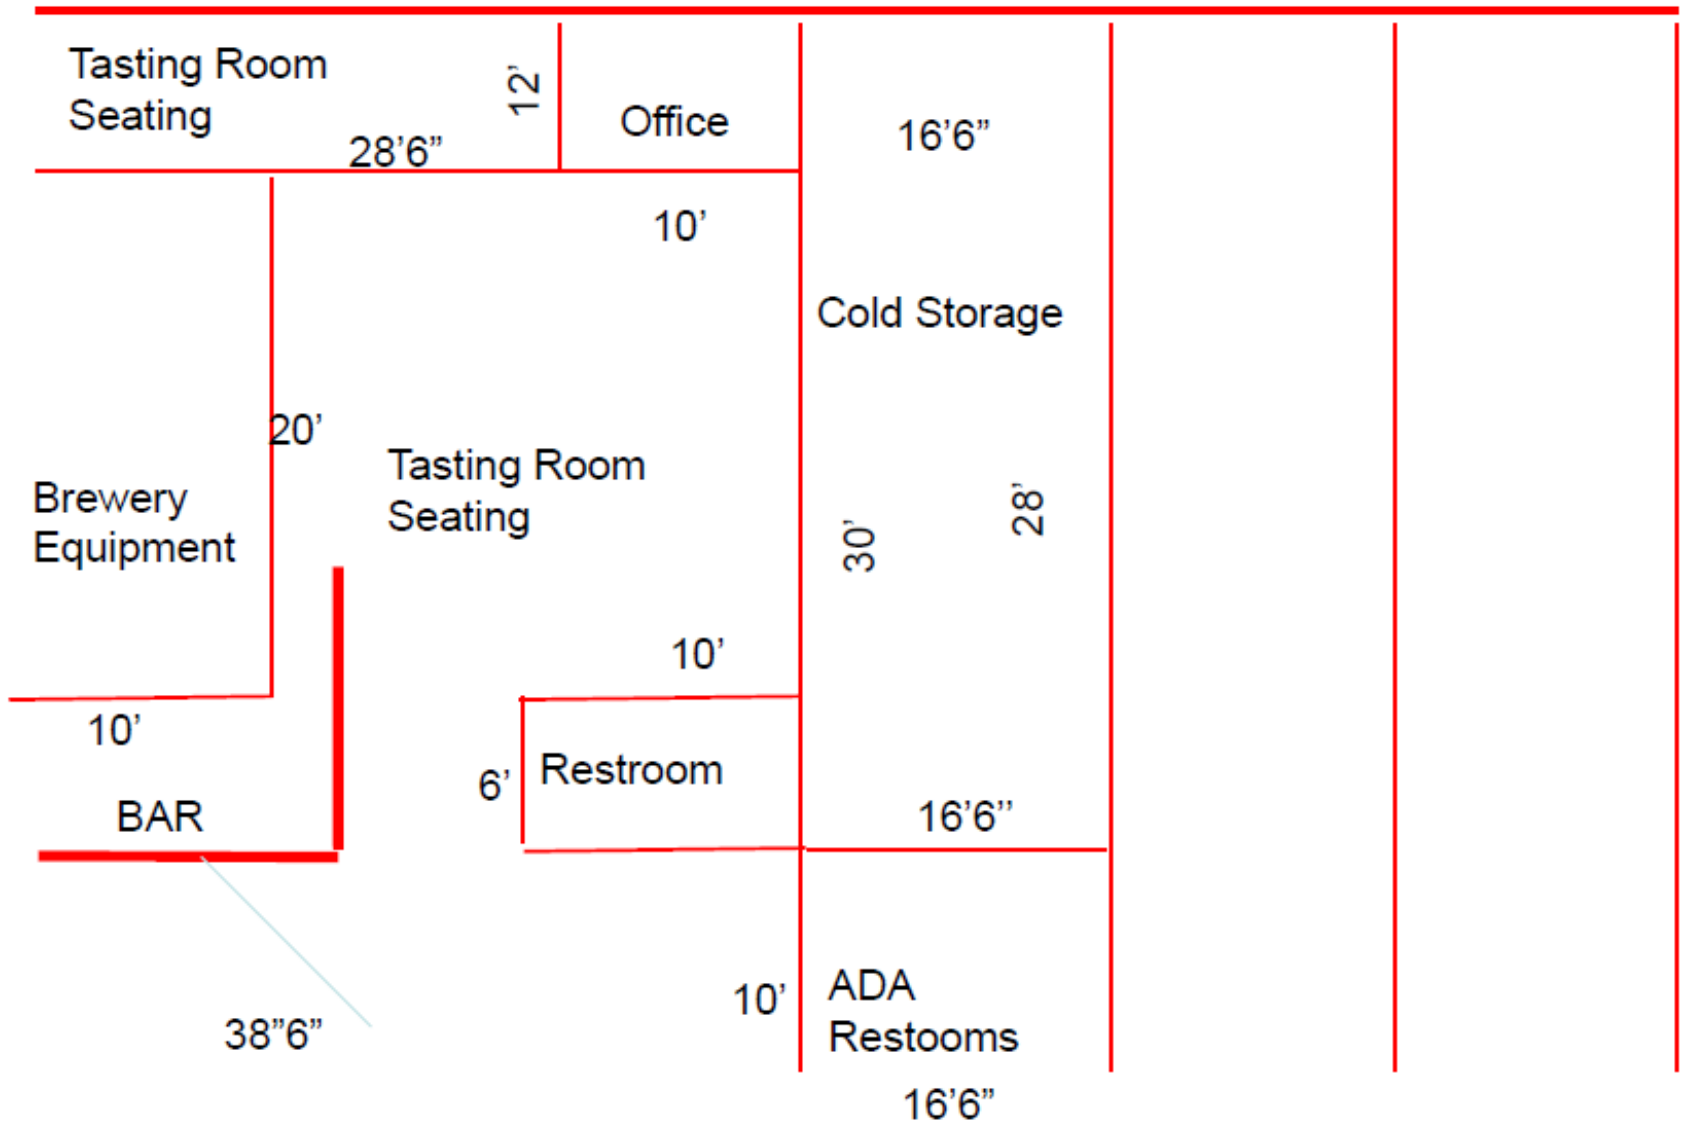 Tasting Room
Seating
12’
Office
28’6”
16’6”
10’
Cold Storage
20’
Tasting Room
Seating
Brewery
Equipment
30’
28’
10’
10’
6’
Restroom
BAR
16’6’’
10’
ADA
Restooms
38”6”
16’6”